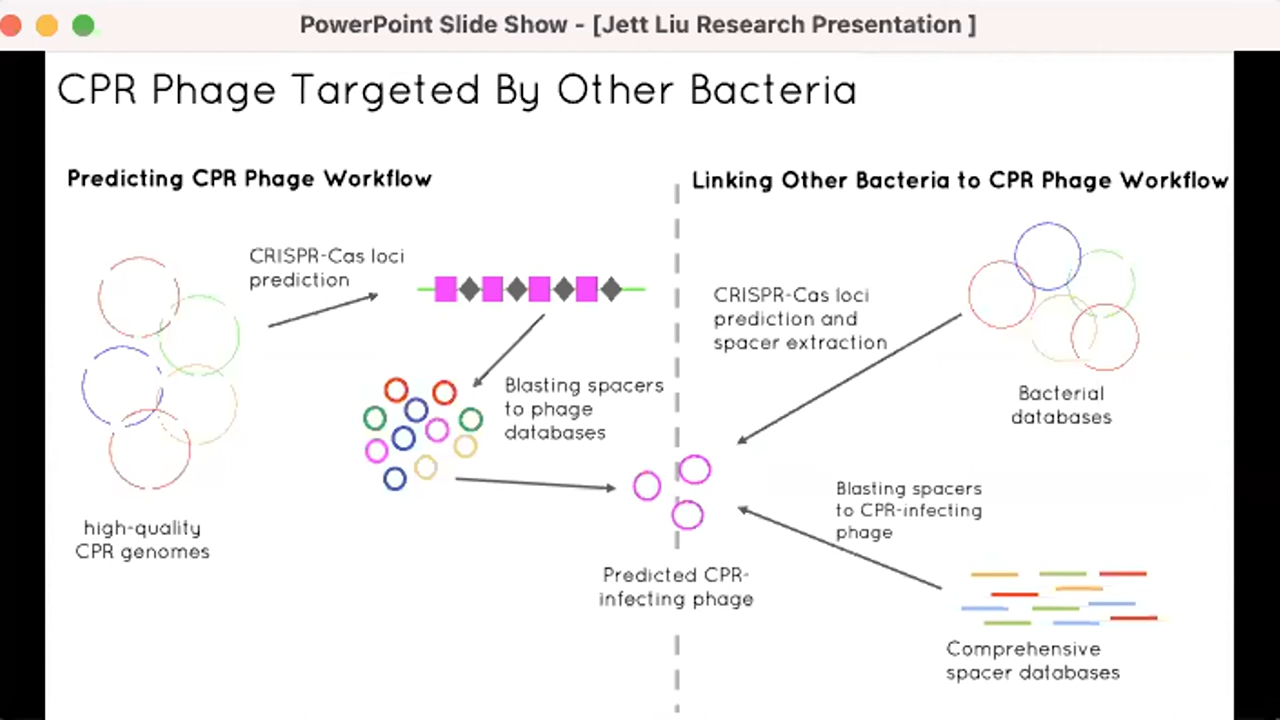 PowerPoint Slide Show - [Jett Liu Research Presentation ]
CPR Phage Targeted By Other Bacteria
Predicting CPR Phage Workflow
CRISPR-Cas loci
prediction
Blasting spacers
to phage
databases
high-quality
CPR genomes
Predicted CPR-
infecting phage
Linking Other Bacteria to CPR Phage Workflow
CRISPR-Cas loci
prediction and
spacer extraction
Bacterial
databases
Blasting spacers
to CPR-infecting
phage
Comprehensive
spacer databases